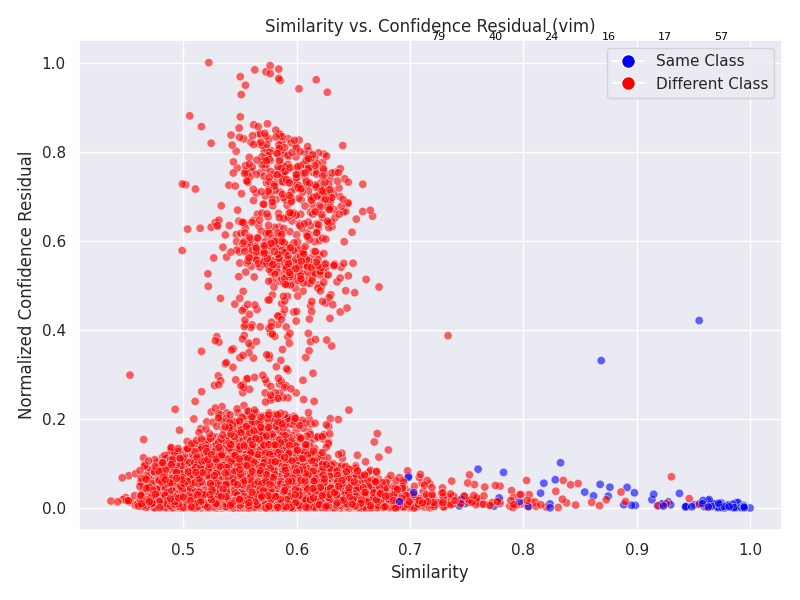 Similarity vs. Confidence Residual (vim)
79 40 24 16 17 57
Same Class
Different Class
Normalized Confidence Residual
1.0
0.8
0.6
0.4
0.2
0.0
0.5 0.6 0.7 0.8 0.9 1.0
Similarity